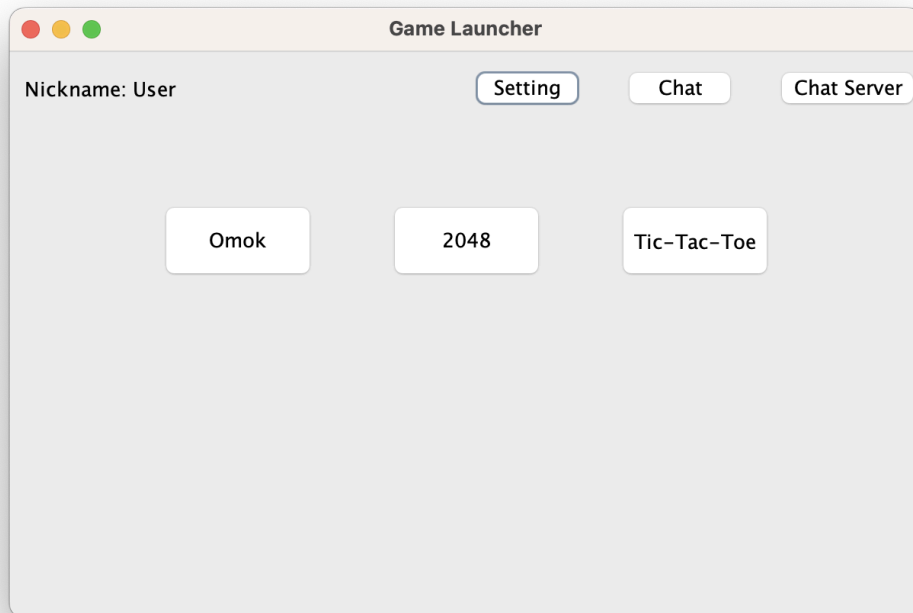 Game Launcher
Nickname: User Setting Chat Chat Server
Omok 2048 Tic-Tac-Toe